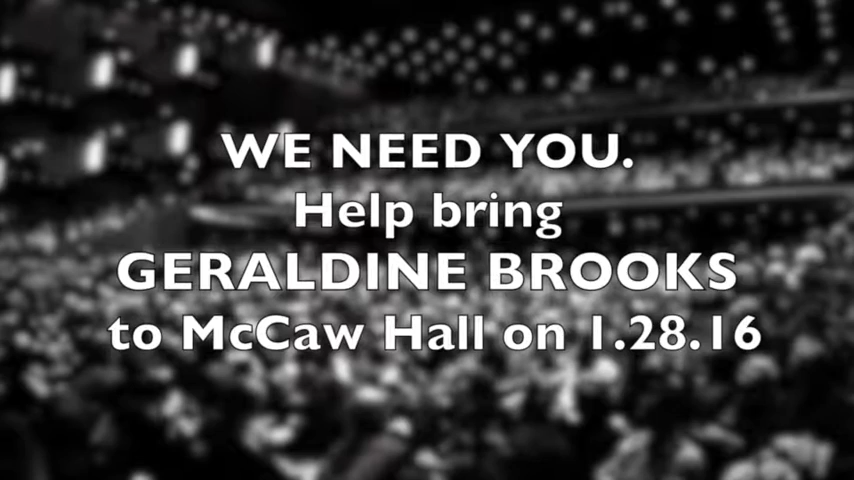 WE NEED YOU.
Help bring
GERALDINE BROOKS
to McCaw Hall on 1.28.16